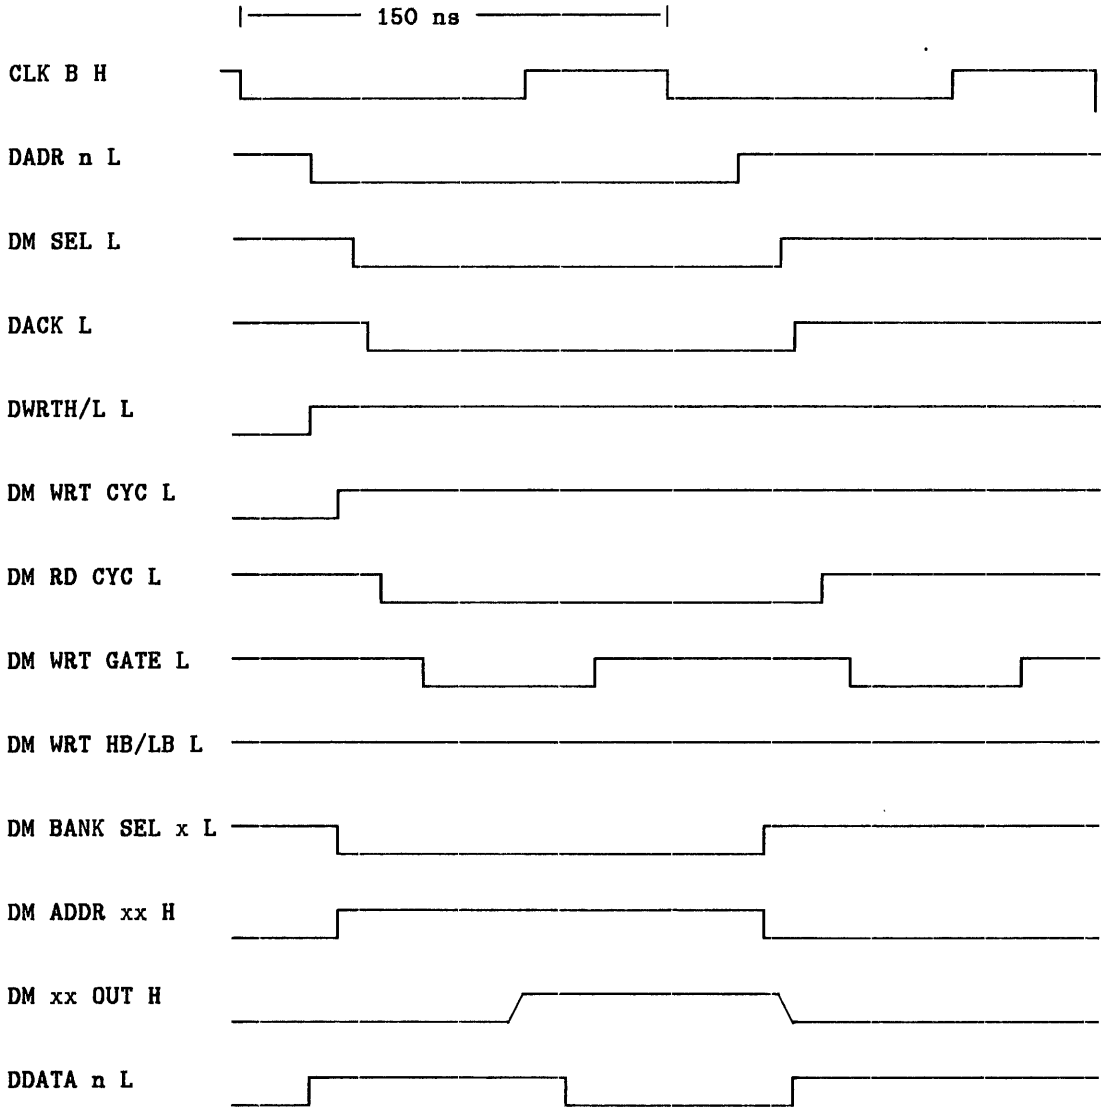 150 ns
CLK B H
DADR n L
DM SEL L
DACK L
DWRTH/L L
DM WRT CYC L
DM RD CYC L
DM WRT GATE L
DM WRT HB/LB L
DM BANK SEL x L
DM ADDR xx H
DM xx OUT H
DDATA n L